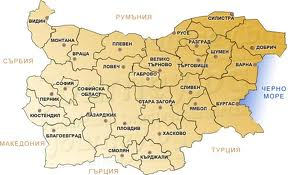 РУМЪНИЯ
ВИДИН
СИЛИСТРА
МОНТАНА
ПЛЕВЕН
РУСЕ
РАЗГРАД
ДОБРИЧ
ВРАЦА
ВЕЛИКО
ТЪРНОВО
ШУМЕН
ТЪРГОВИЩЕ
ВАРНА
ЛОВЕЧ
ГАБРОВО
СЪРБИЯ
СОФИЯ
СОФИЙСКА
ОБЛАСТ
СЛИВЕН
ЧЕРНО
МОРЕ
ПЕРНИК
СТАРА ЗАГОРА
БУРГАС
ЯМБОЛ
КЮСТЕНДИЛ
ПАЗАРДЖИК
ПЛОВДИВ
ХАСКОВО
БЛАГОЕВГРАД
МАКЕДОНИЯ
ТУРЦИЯ
СМОЛЯН
КЪРДЖАЛИ
ГЪРЦИЯ